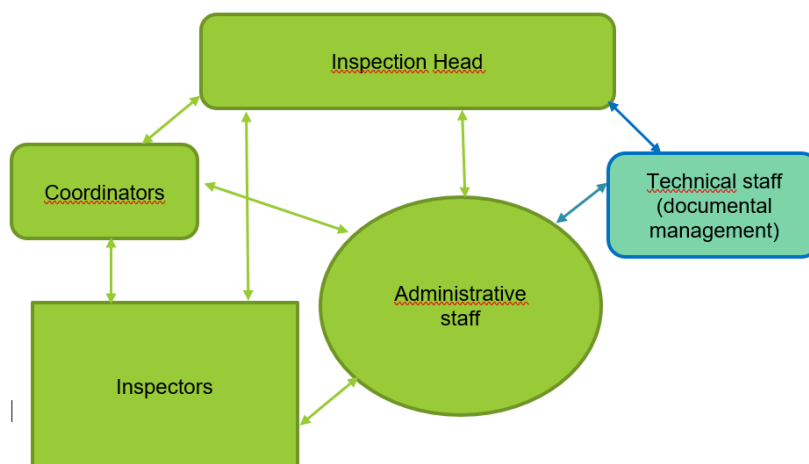 Inspection Head
Coordinators
Technical staff
(documental
management)
Administrative
staff
Inspectors